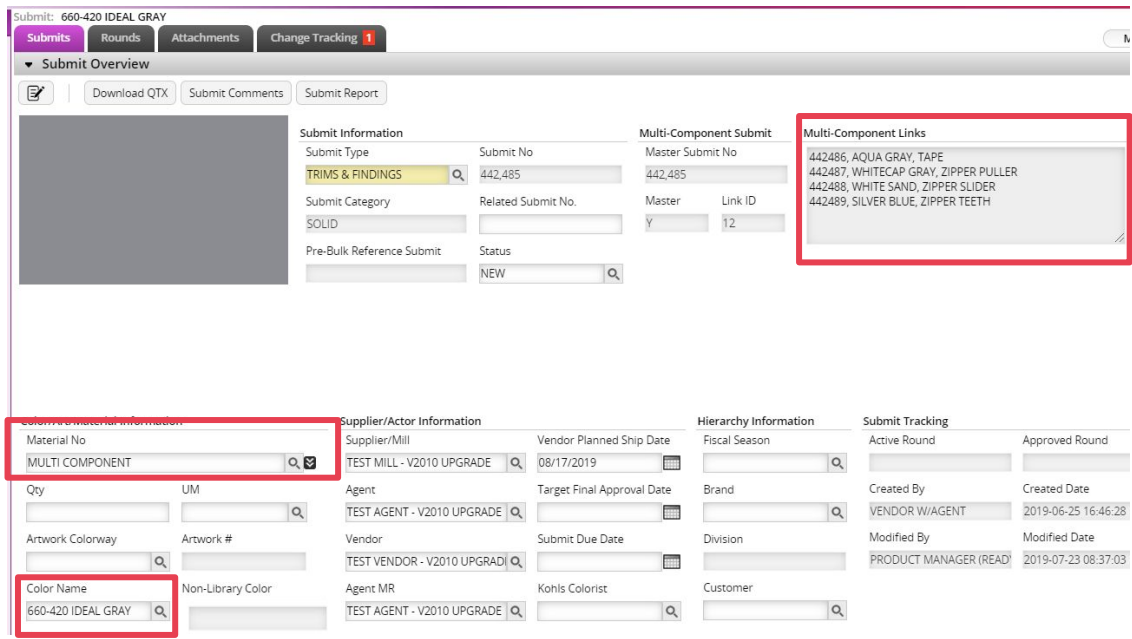 Submit: 660-420 IDEAL GRAY
Submits Rounds Attachments Change Tracking 1
Submit Overview
Download QTX Submit Comments Submit Report
Submit Information Multi-Component Submit Multi-Component Links
Submit Type Submit No Master Submit No
TRIMS & FINDINGS 442,485 442,485
442486, AQUA GRAY, TAPE
442487, WHITECAP GRAY, ZIPPER PULLER
442488, WHITE SAND, ZIPPER SLIDER
442489, SILVER BLUE, ZIPPER TEETH
Submit Category Related Submit No. Master Link ID
SOLID Y 12
Pre-Bulk Reference Submit Status
NEW
Color/Art/Material Information Supplier/Actor Information Hierarchy Information Submit Tracking
Material No Supplier/Mill Vendor Planned Ship Date Fiscal Season Active Round Approved Round
MULTI COMPONENT TEST MILL - V2010 UPGRADE 08/17/2019
Qty UM Agent Target Final Approval Date Brand Created By Created Date
TEST AGENT - V2010 UPGRADE VENDOR W/AGENT 2019-06-25 16:46:28
Artwork Colorway Artwork # Vendor Submit Due Date Division Modified By Modified Date
TEST VENDOR - V2010 UPGRADI PRODUCT MANAGER (READ 2019-07-23 08:37:03
Color Name Non-Library Color Agent MR Kohls Colorist Customer
660-420 IDEAL GRAY TEST AGENT - V2010 UPGRADE